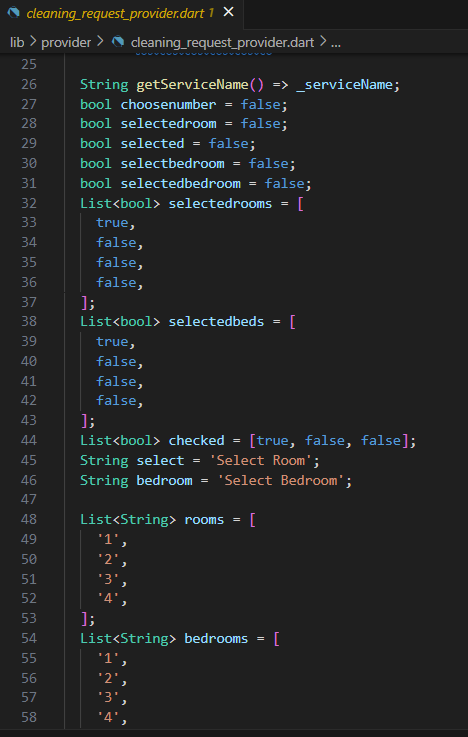 cleaning_request_provider.dart 1 ×
lib > provider > cleaning_request_provider.dart > ...
25
26 String getServiceName() => _serviceName;
27 bool choosenumber = false;
28 bool selectedroom = false;
29 bool selected = false;
30 bool selectbedroom = false;
31 bool selectedbedroom = false;
32 List<bool> selectedrooms = [
33 true,
34 false,
35 false,
36 false,
37 ];
38 List<bool> selectedbeds = [
39 true,
40 false,
41 false,
42 false,
43 ];
44 List<bool> checked = [true, false, false];
45 String select = 'Select Room';
46 String bedroom = 'Select Bedroom';
47
48 List<String> rooms = [
49 '1',
50 '2',
51 '3',
52 '4',
53 ];
54 List<String> bedrooms = [
55 '1',
56 '2',
57 '3',
58 '4',